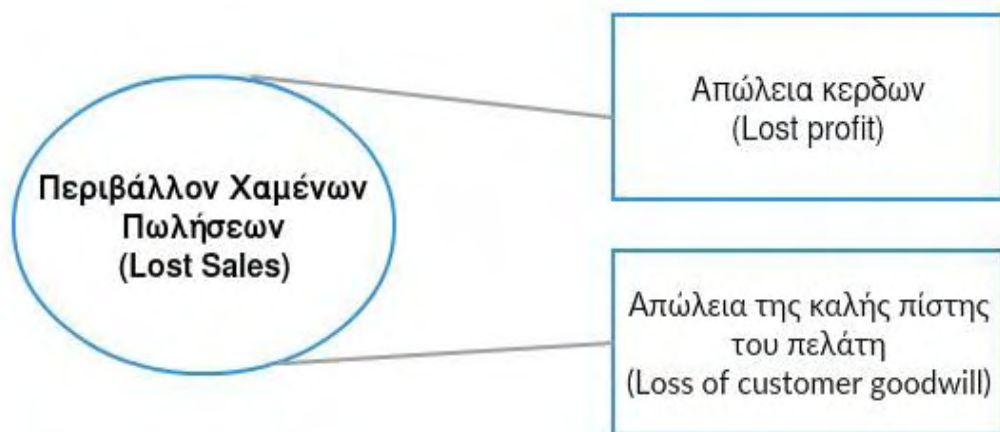 Απώλεια κερδων
(Lost profit)
Περιβάλλον Χαμένων
Πωλήσεων
(Lost Sales)
Απώλεια της καλής πίστης
του πελάτη
(Loss of customer goodwill)